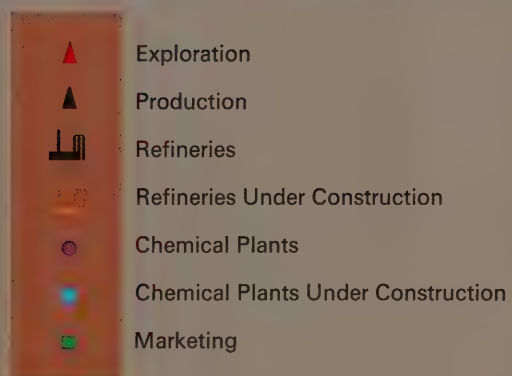 Exploration
Production
Refineries
Refineries Under Construction
Chemical Plants
Chemical Plants Under Construction
Marketing